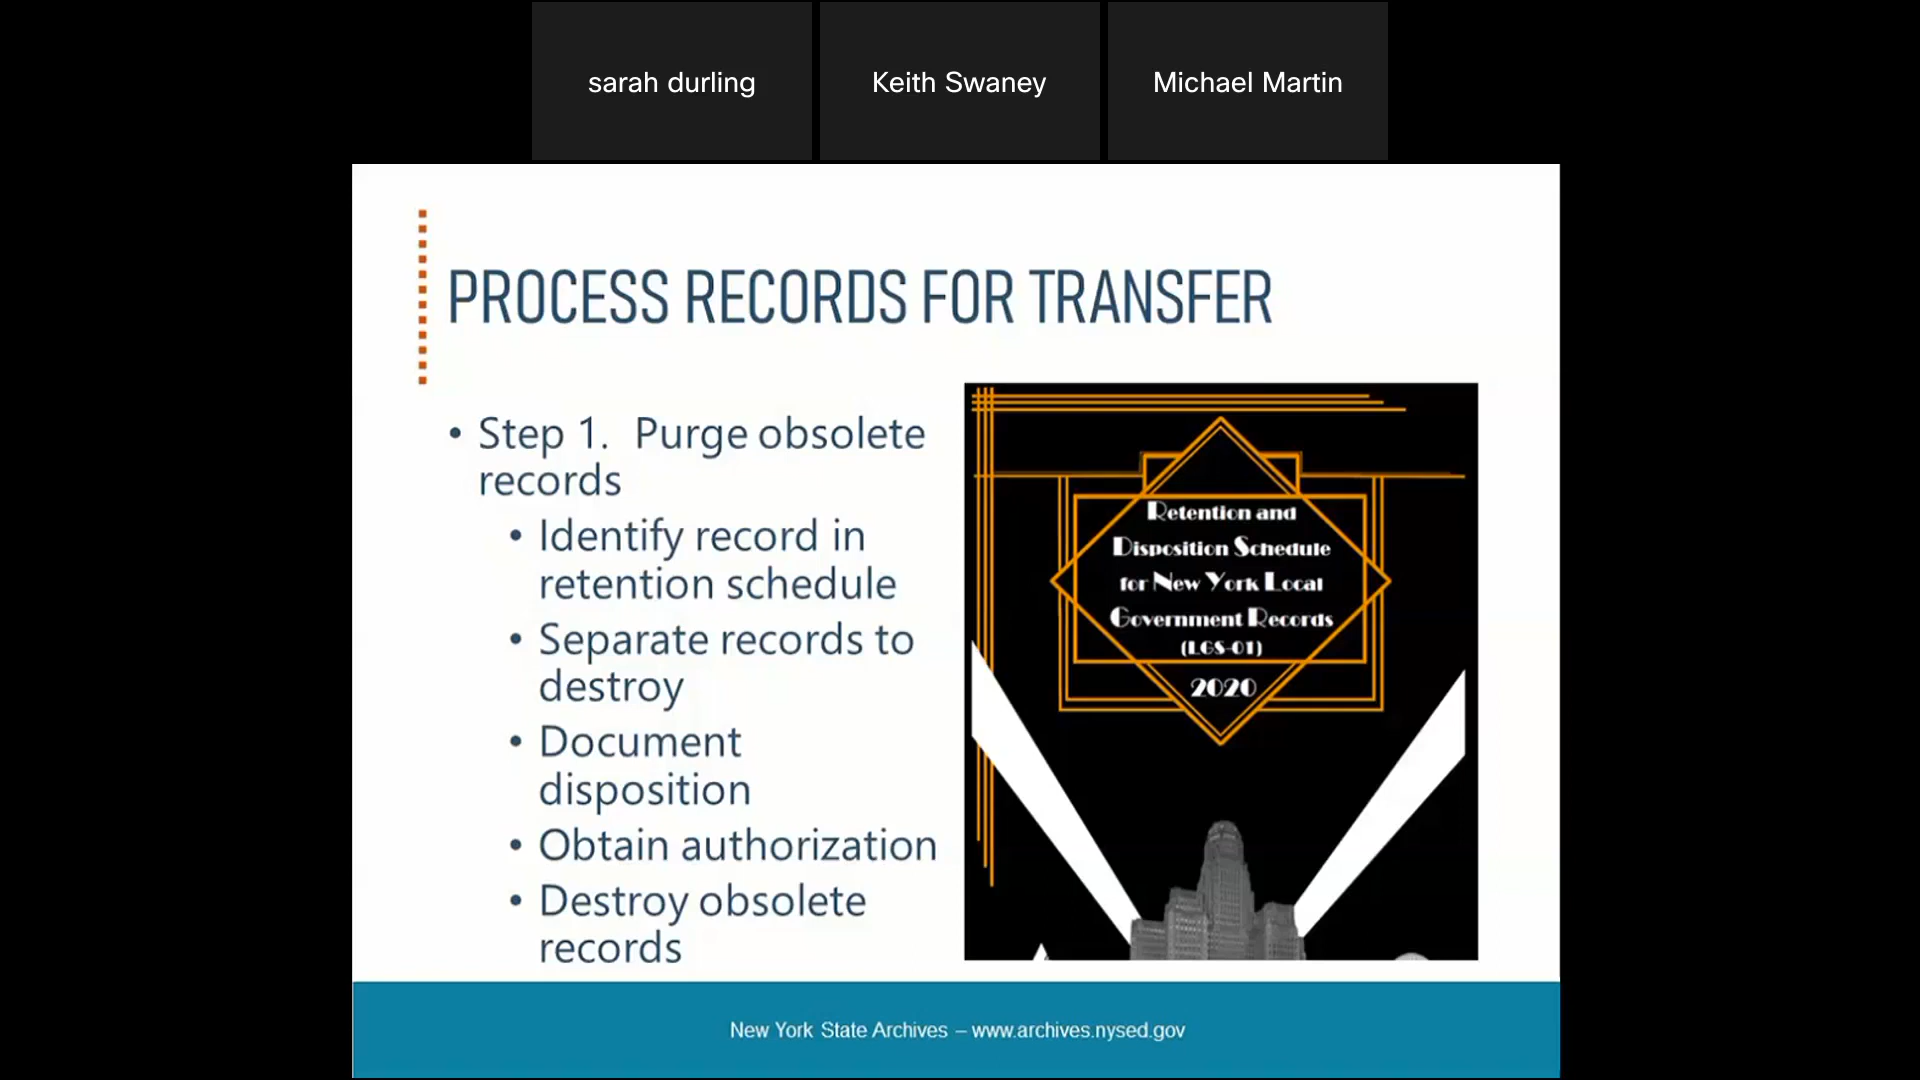 sarah durling
Keith Swaney
Michael Martin
PROCESS RECORDS FOR TRANSFER
• Step 1. Purge obsolete
records
• Identify record in
retention schedule
• Separate records to
destroy
• Document
disposition
• Obtain authorization
• Destroy obsolete
records
Retention and
Disposition Schedule
for New York Local
Government Records
(LGS-01)
2020
New York State Archives – www.archives.nysed.gov